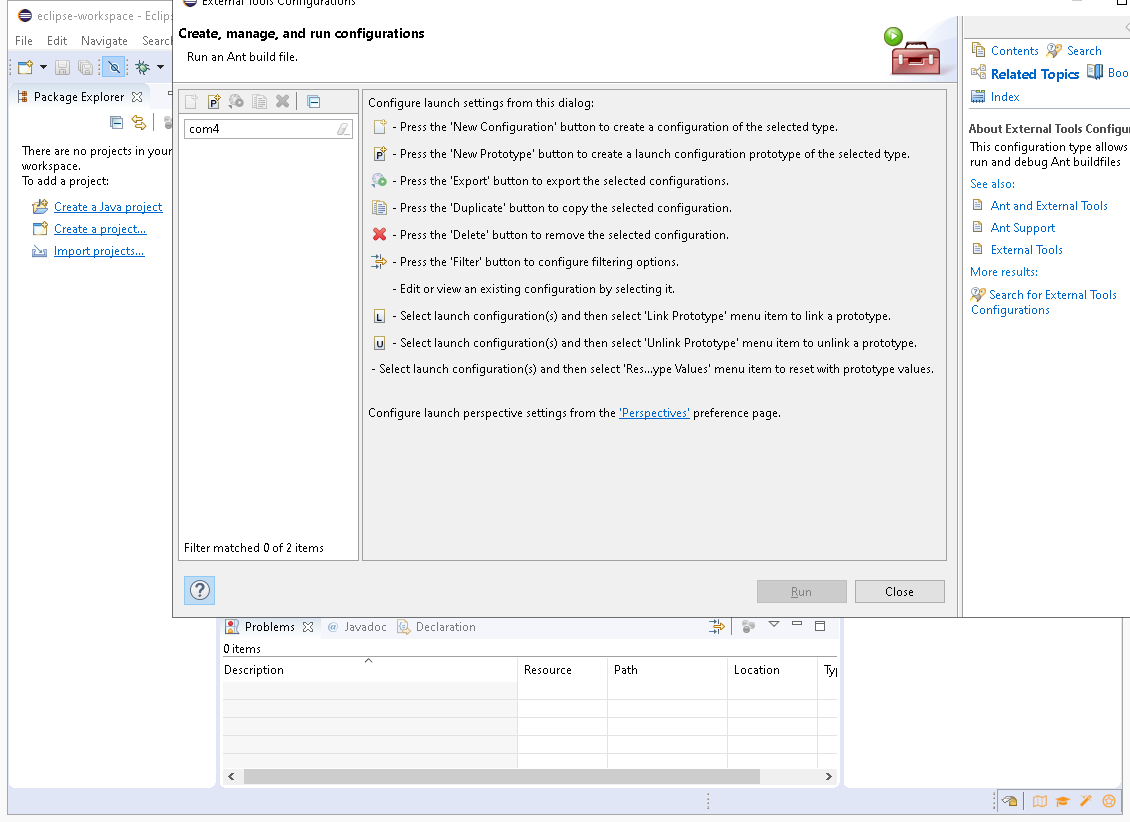 eclipse-workspace - Eclips
External Tools Configurations
File Edit Navigate Search
Create, manage, and run configurations
Run an Ant build file.
Package Explorer
There are no projects in your
workspace.
To add a project:
Create a Java project
Create a project...
Import projects...
com4
Filter matched 0 of 2 items
Configure launch settings from this dialog:
- Press the 'New Configuration' button to create a configuration of the selected type.
P - Press the 'New Prototype' button to create a launch configuration prototype of the selected type.
- Press the 'Export' button to export the selected configurations.
- Press the 'Duplicate' button to copy the selected configuration.
- Press the 'Delete' button to remove the selected configuration.
- Press the 'Filter' button to configure filtering options.
- Edit or view an existing configuration by selecting it.
L - Select launch configuration(s) and then select 'Link Prototype' menu item to link a prototype.
U - Select launch configuration(s) and then select 'Unlink Prototype' menu item to unlink a prototype.
- Select launch configuration(s) and then select 'Res...ype Values' menu item to reset with prototype values.
Configure launch perspective settings from the 'Perspectives' preference page.
Run Close
Contents Search
Related Topics Boo
Index
About External Tools Configu
This configuration type allows
run and debug Ant buildfiles
See also:
Ant and External Tools
Ant Support
External Tools
More results:
Search for External Tools
Configurations
Problems @ Javadoc Declaration
0 items
Description Resource Path Location Typ